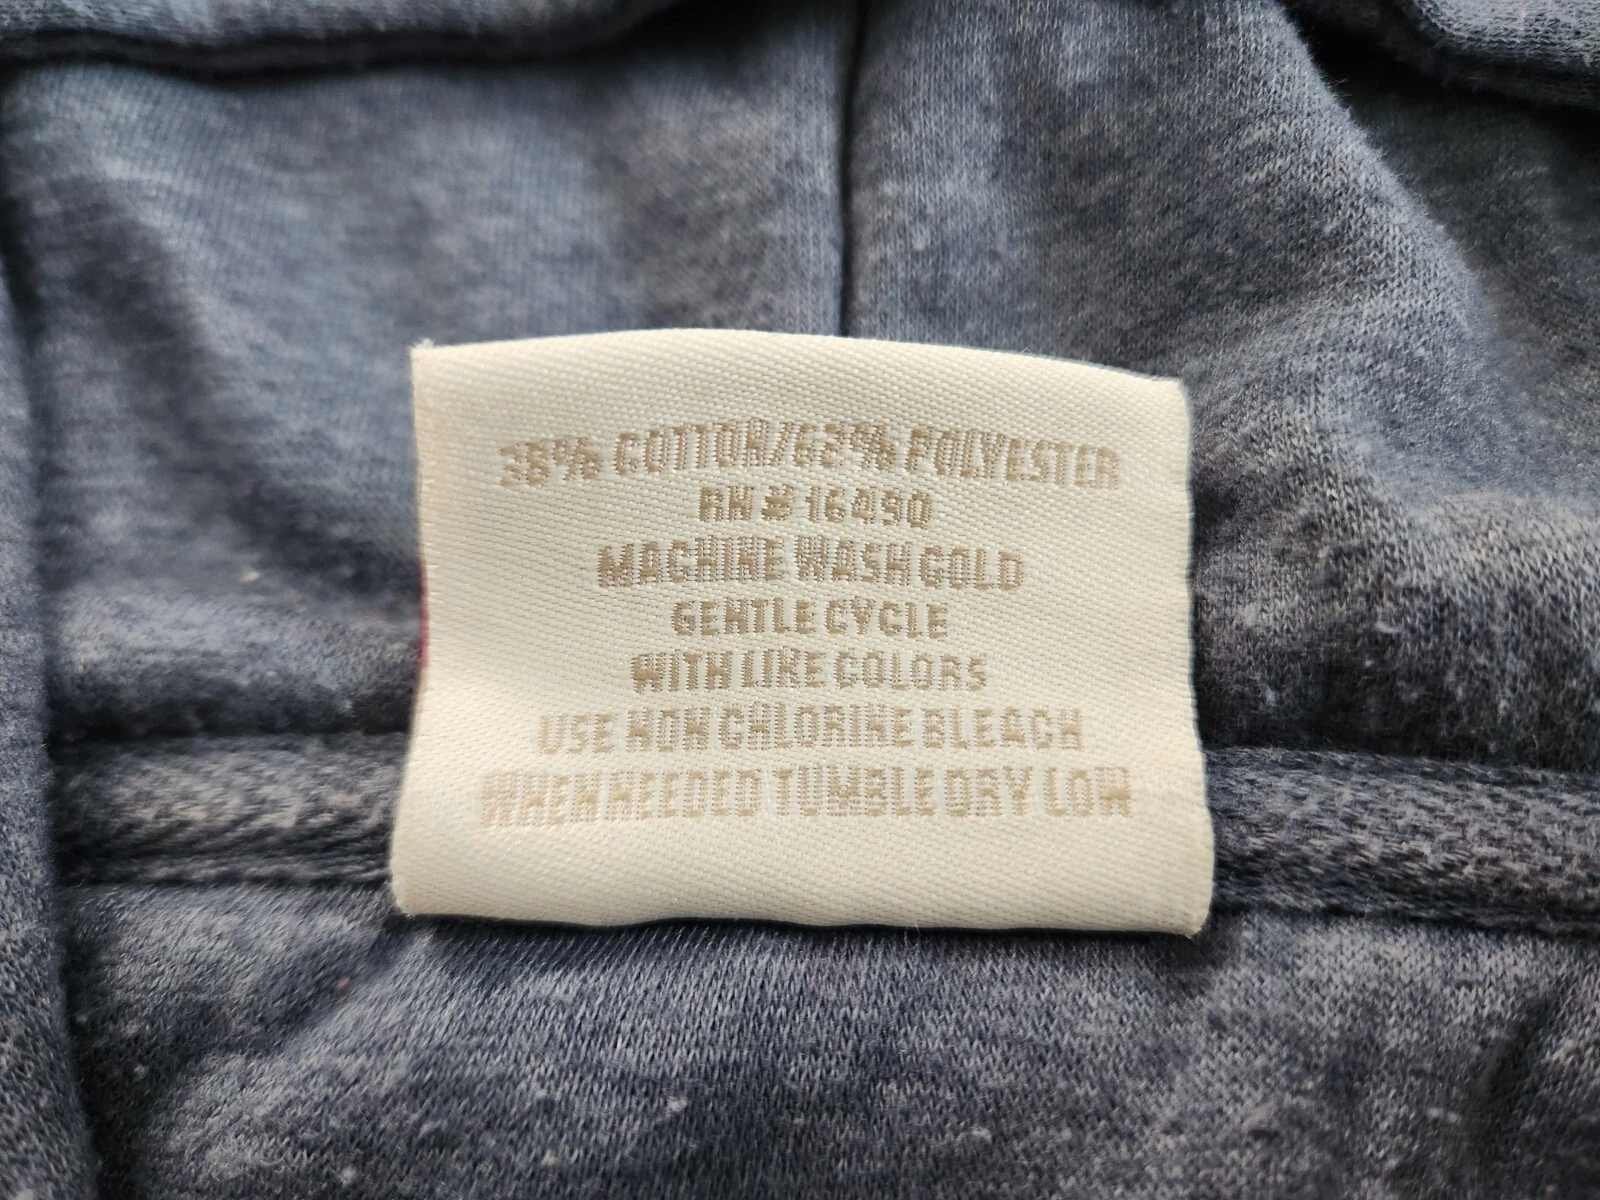 38% COTTON/62% POLYESTER
RN # 16490
MACHINE WASH COLD
GENTLE CYCLE
WITH LIKE COLORS
USE NON CHLORINE BLEACH
WHEN NEEDED TUMBLE DRY LOW